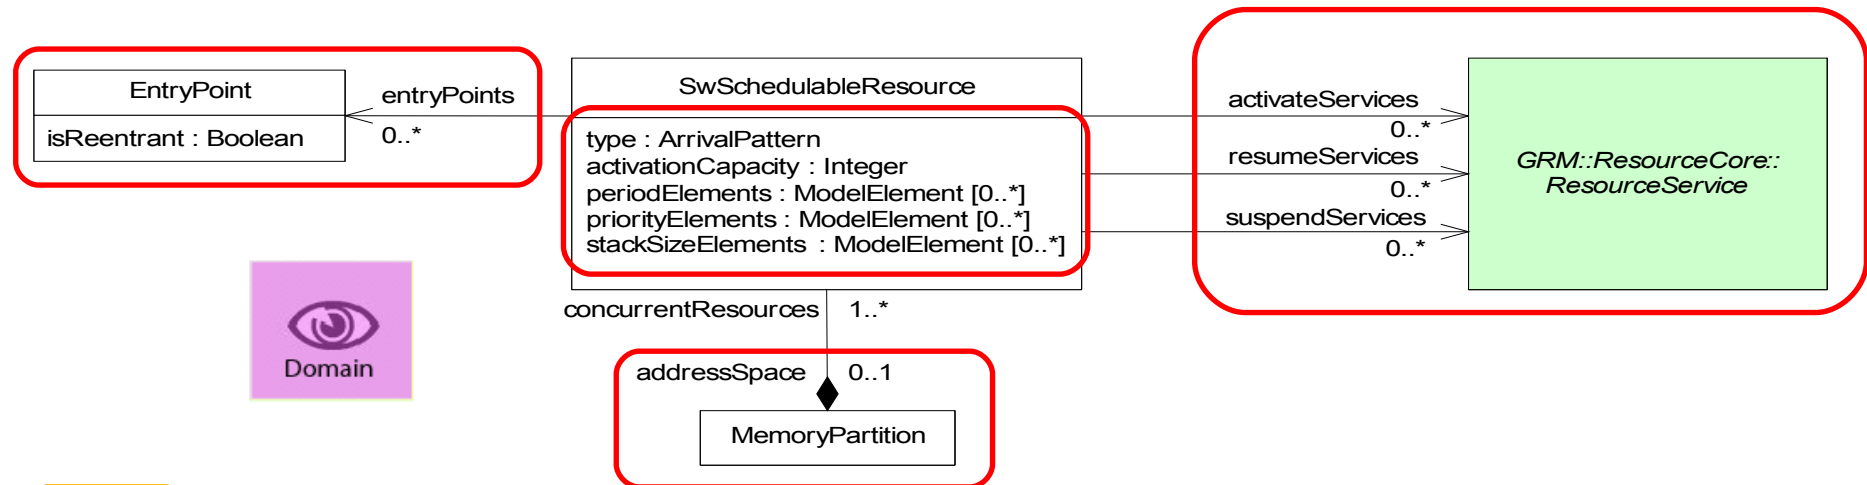 EntryPoint
isReentrant : Boolean
entryPoints
0..*
SwSchedulableResource
type : ArrivalPattern
activationCapacity : Integer
periodElements : ModelElement [0..*]
priorityElements : ModelElement [0..*]
stackSizeElements : ModelElement [0..*]
activateServices
0..*
resumeServices
0..*
suspendServices
0..*
GRM::ResourceCore::
ResourceService
Domain
concurrentResources 1..*
addressSpace 0..1
MemoryPartition